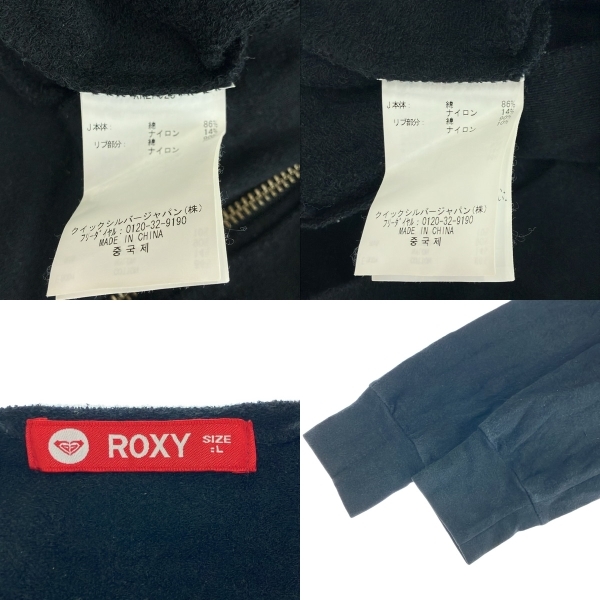 J本体: 綿 86%
ナイロン 14%
リブ部分: 綿
ナイロン
クイックシルバージャパン(株)
フリーダイヤル: 0120-32-9190
MADE IN CHINA
중국제
J本体: 綿 86%
ナイロン 14%
リブ部分: 綿
ナイロン
クイックシルバージャパン(株)
フリーダイヤル: 0120-32-9190
MADE IN CHINA
중국제
ROXY SIZE
:L